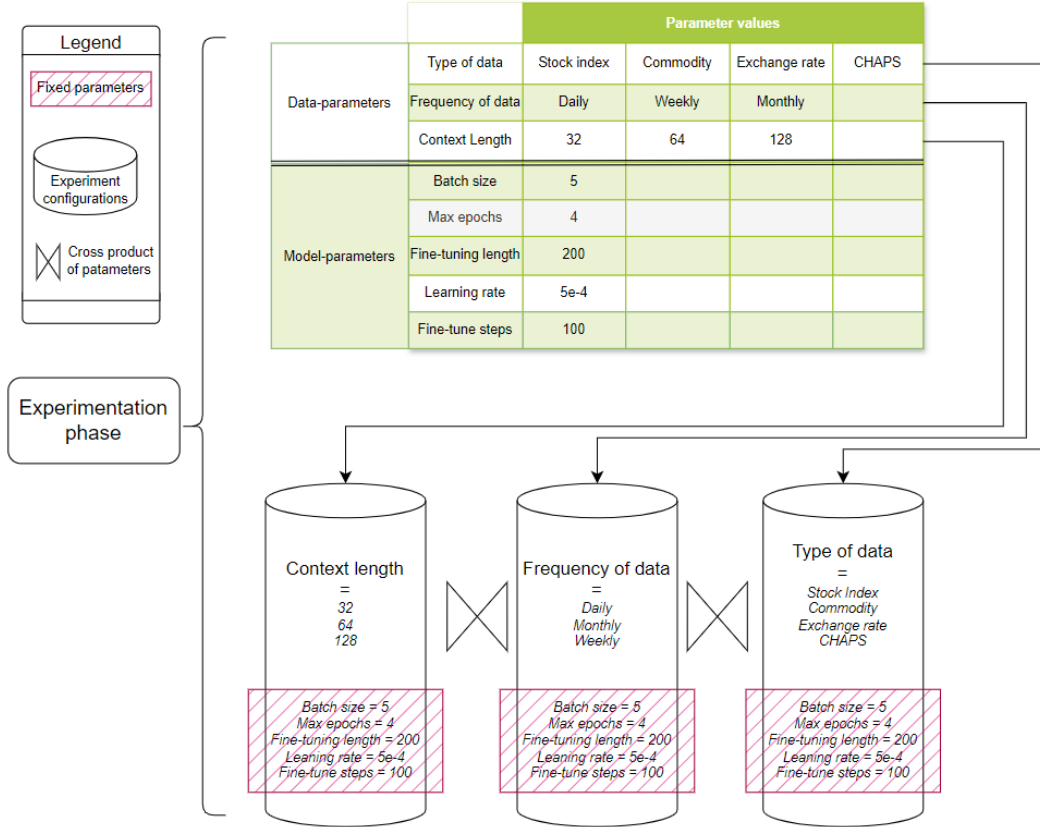 Legend
Fixed parameters
Experiment
configurations
Cross product
of patameters
Experimentation
phase
Parameter values
Data-parameters
Type of data Stock index Commodity Exchange rate CHAPS
Frequency of data Daily Weekly Monthly
Context Length 32 64 128
Model-parameters
Batch size 5
Max epochs 4
Fine-tuning length 200
Learning rate 5e-4
Fine-tune steps 100
Context length
=
32
64
128
Batch size = 5
Max epochs = 4
Fine-tuning length = 200
Leaning rate = 5e-4
Fine-tune steps = 100
Frequency of data
=
Daily
Monthly
Weekly
Batch size = 5
Max epochs = 4
Fine-tuning length = 200
Leaning rate = 5e-4
Fine-tune steps = 100
Type of data
=
Stock Index
Commodity
Exchange rate
CHAPS
Batch size = 5
Max epochs = 4
Fine-tuning length = 200
Leaning rate = 5e-4
Fine-tune steps = 100